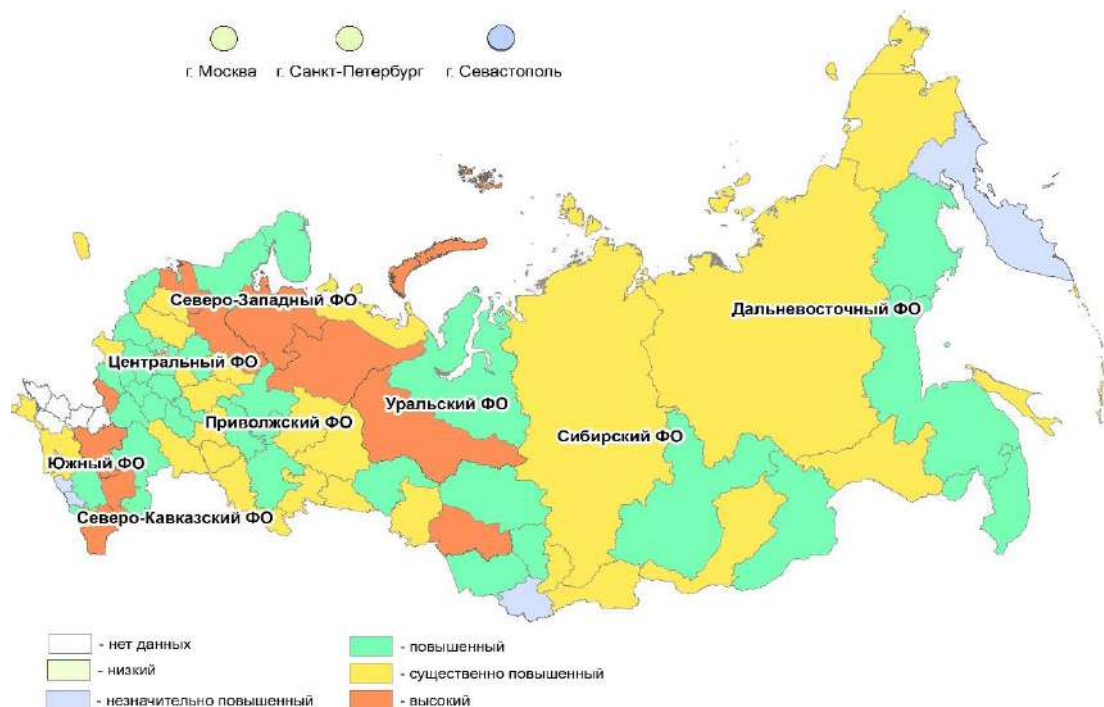 г. Москва г. Санкт-Петербург г. Севастополь
Северо-Западный ФО
Дальневосточный ФО
Центральный ФО
Уральский ФО
Приволжский ФО
Сибирский ФО
Южный ФО
Северо-Кавказский ФО
- нет данных
- низкий
- незначительно повышенный
- повышенный
- существенно повышенный
- высокий